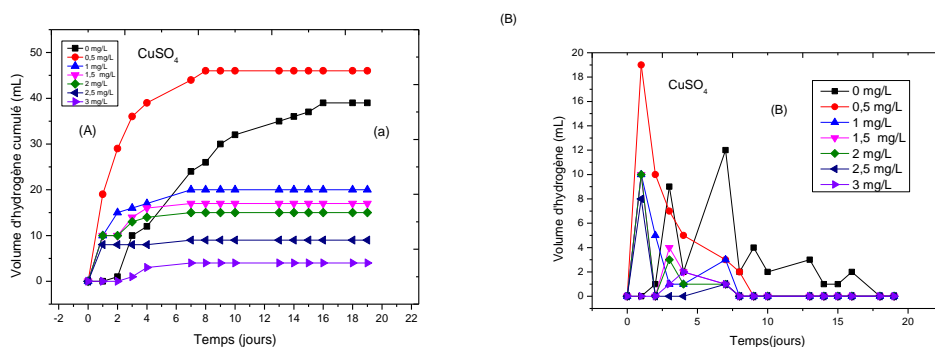 (B)
Volume d'hydrogène cumulé (mL)
50
40
30
20
10
0
CuSO4
0 mg/L
0,5 mg/L
1 mg/L
1,5 mg/L
2 mg/L
2,5 mg/L
3 mg/L
(A)
(a)
-2 0 2 4 6 8 10 12 14 16 18 20 22
Temps (jours)
Volume d'hydrogène (mL)
20
18
16
14
12
10
8
6
4
2
0
CuSO4
(B)
0 mg/L
0,5 mg/L
1 mg/L
1,5 mg/L
2 mg/L
2,5 mg/L
3 mg/L
0 5 10 15 20
Temps(jours)